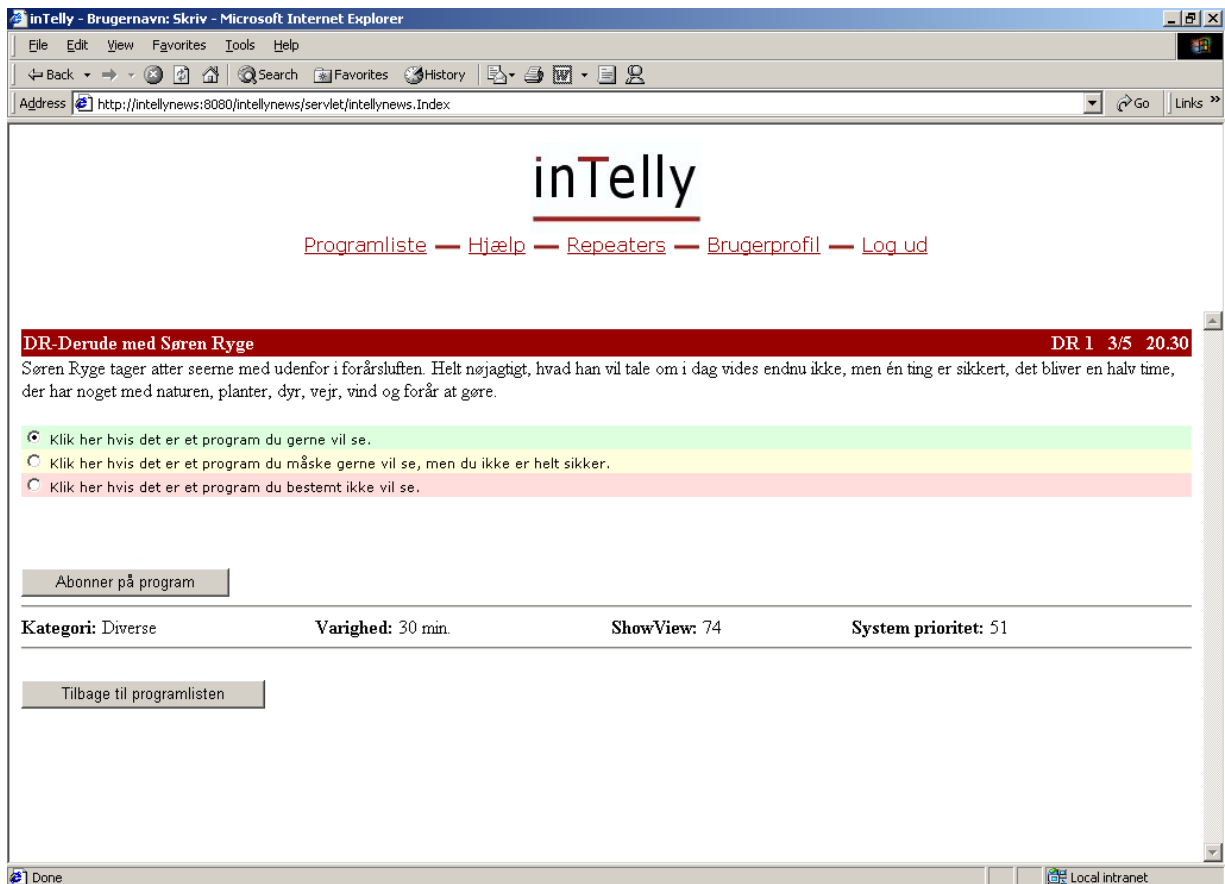 inTelly - Brugernavn: Skriv - Microsoft Internet Explorer
File Edit View Favorites Tools Help
Back Search Favorites History
Address http://intellynews:8080/intellynews/servlet/intellynews.Index Go Links »
inTelly
Programliste — Hjælp — Repeaters — Brugerprofil — Log ud
DR-Derude med Søren Ryge DR 1 3/5 20.30
Søren Ryge tager atter seerne med udenfor i forårsluften. Helt nøjagtigt, hvad han vil tale om i dag vides endnu ikke, men én ting er sikkert, det bliver en halv time,
der har noget med naturen, planter, dyr, vejr, vind og forår at gøre.
Klik her hvis det er et program du gerne vil se.
Klik her hvis det er et program du måske gerne vil se, men du ikke er helt sikker.
Klik her hvis det er et program du bestemt ikke vil se.
Abonner på program
Kategori: Diverse Varighed: 30 min. ShowView: 74 System prioritet: 51
Tilbage til programlisten
Done Local intranet